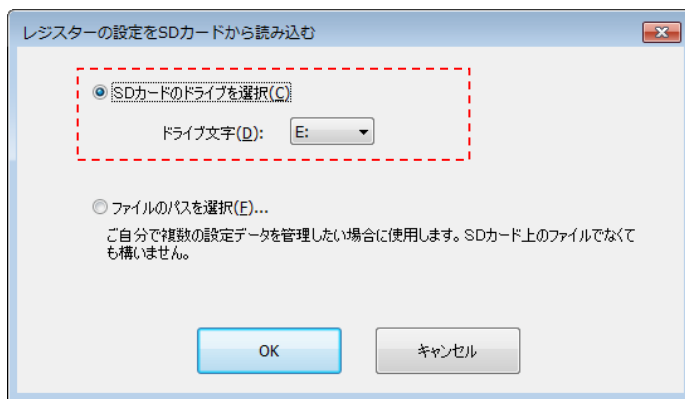 レジスターの設定をSDカードから読み込む
SDカードのドライブを選択(C)
ドライブ文字(D): E:
ファイルのパスを選択(F)...
ご自分で複数の設定データを管理したい場合に使用します。SDカード上のファイルでなくて
も構いません。
OK キャンセル